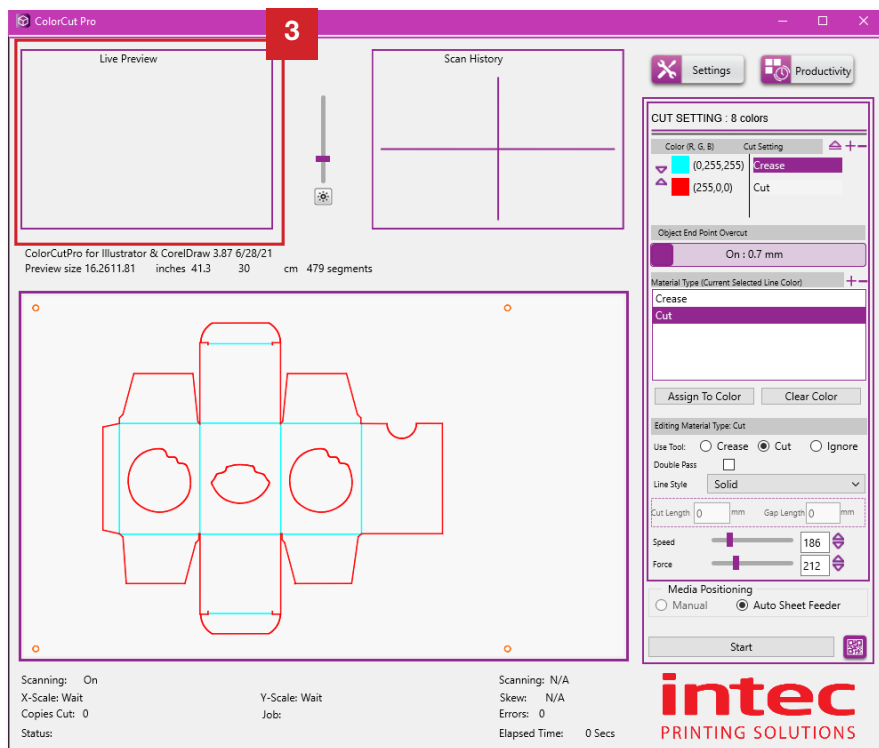 ColorCut Pro
3
Live Preview
Scan History
Settings
Productivity
CUT SETTING : 8 colors
Color (R, G, B) Cut Setting
(0,255,255) Crease
(255,0,0) Cut
Object End Point Overcut
On : 0.7 mm
ColorCutPro for Illustrator & CorelDraw 3.87 6/28/21
Preview size 16.2611.81 inches 41.3 30 cm 479 segments
Material Type (Current Selected Line Color)
Crease
Cut
Assign To Color Clear Color
Editing Material Type: Cut
Use Tool: Crease Cut Ignore
Double Pass
Line Style Solid
Cut Length 0 mm Gap Length 0 mm
Speed 186
Force 212
Media Positioning
Manual Auto Sheet Feeder
Start
Scanning: On
X-Scale: Wait Y-Scale: Wait
Copies Cut: 0 Job:
Status:
Scanning: N/A
Skew: N/A
Errors: 0
Elapsed Time: 0 Secs
intec
PRINTING SOLUTIONS